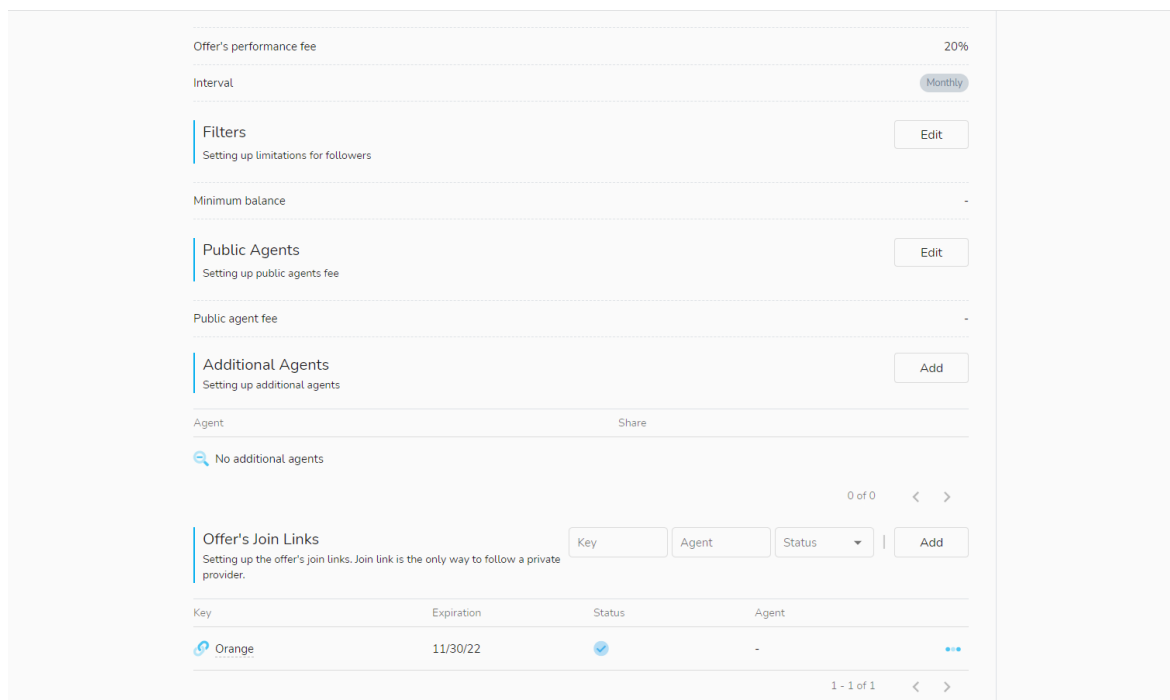 Offer's performance fee 20%
Interval Monthly
Filters Edit
Setting up limitations for followers
Minimum balance -
Public Agents Edit
Setting up public agents fee
Public agent fee -
Additional Agents Add
Setting up additional agents
Agent Share
No additional agents
0 of 0
Offer's Join Links Key Agent Status | Add
Setting up the offer's join links. Join link is the only way to follow a private
provider.
Key Expiration Status Agent
Orange 11/30/22 -
1 - 1 of 1